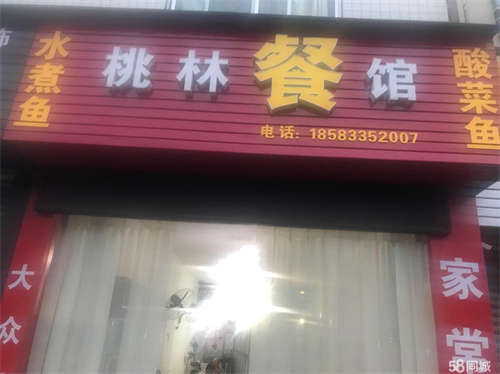 水煮鱼
桃林餐馆
酸菜鱼
电话：18583352007
大众
家常
58同城